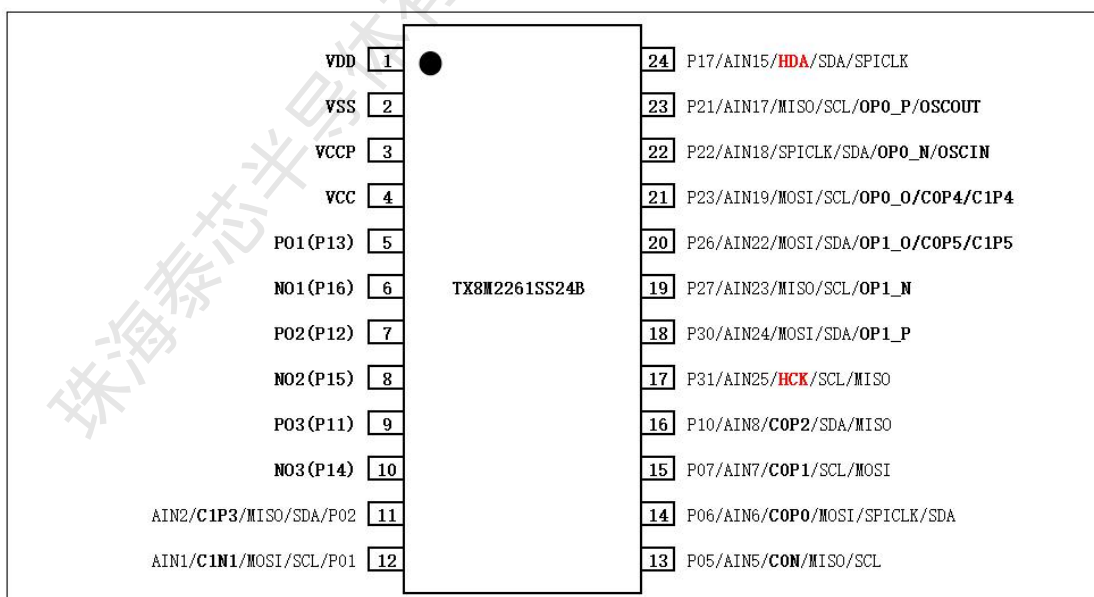 珠海泰芯半导体有
VDD 1
VSS 2
VCCP 3
VCC 4
PO1(P13) 5
NO1(P16) 6
PO2(P12) 7
NO2(P15) 8
PO3(P11) 9
NO3(P14) 10
AIN2/C1P3/MISO/SDA/P02 11
AIN1/C1N1/MOSI/SCL/P01 12
TX8M2261SS24B
24 P17/AIN15/HDA/SDA/SPICLK
23 P21/AIN17/MISO/SCL/OP0_P/OSCOUT
22 P22/AIN18/SPICLK/SDA/OP0_N/OSCIN
21 P23/AIN19/MOSI/SCL/OP0_O/C0P4/C1P4
20 P26/AIN22/MOSI/SDA/OP1_O/C0P5/C1P5
19 P27/AIN23/MISO/SCL/OP1_N
18 P30/AIN24/MOSI/SDA/OP1_P
17 P31/AIN25/HCK/SCL/MISO
16 P10/AIN8/C0P2/SDA/MISO
15 P07/AIN7/C0P1/SCL/MOSI
14 P06/AIN6/C0P0/MOSI/SPICLK/SDA
13 P05/AIN5/C0N/MISO/SCL